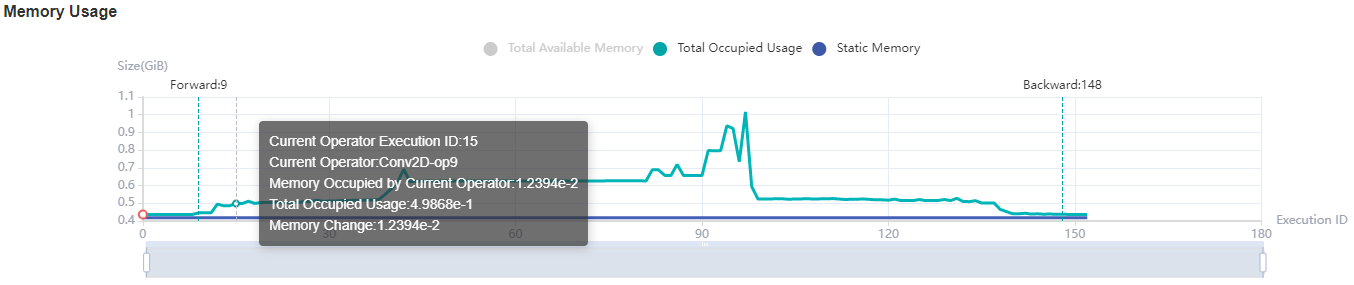 Memory Usage
Total Available Memory Total Occupied Usage Static Memory
Size(GiB)
Forward:9 Backward:148
1.1
1
0.9
0.8
0.7
0.6
0.5
0.4
Current Operator Execution ID:15
Current Operator:Conv2D-op9
Memory Occupied by Current Operator:1.2394e-2
Total Occupied Usage:4.9868e-1
Memory Change:1.2394e-2
Execution ID
0 30 60 90 120 150 180